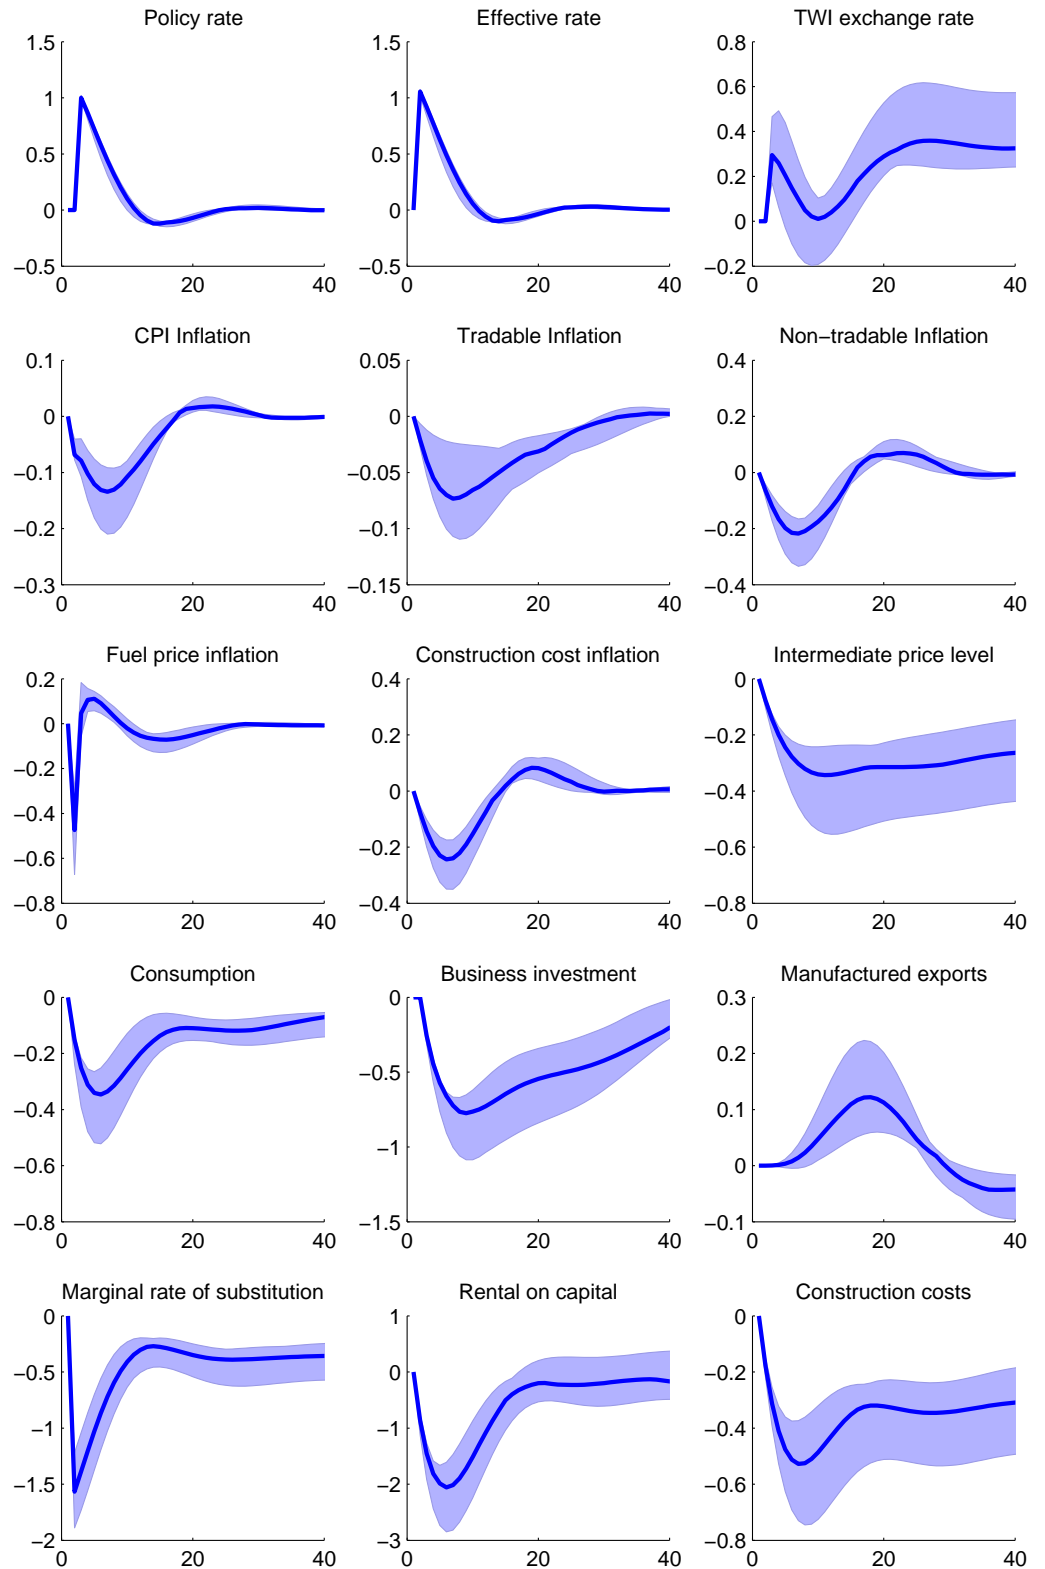 Policy rate
Effective rate
TWI exchange rate
1.5
1
0.5
0
−0.5
0 20 40
1.5
1
0.5
0
−0.5
0 20 40
0.8
0.6
0.4
0.2
0
−0.2
0 20 40
CPI Inflation
Tradable Inflation
Non−tradable Inflation
0.1
0
−0.1
−0.2
−0.3
0 20 40
0.05
0
−0.05
−0.1
−0.15
0 20 40
0.4
0.2
0
−0.2
−0.4
0 20 40
Fuel price inflation
Construction cost inflation
Intermediate price level
0.2
0
−0.2
−0.4
−0.6
−0.8
0 20 40
0.4
0.2
0
−0.2
−0.4
0 20 40
0
−0.2
−0.4
−0.6
−0.8
0 20 40
Consumption
Business investment
Manufactured exports
0
−0.2
−0.4
−0.6
−0.8
0 20 40
0
−0.5
−1
−1.5
0 20 40
0.3
0.2
0.1
0
−0.1
0 20 40
Marginal rate of substitution
Rental on capital
Construction costs
0
−0.5
−1
−1.5
−2
0 20 40
1
0
−1
−2
−3
0 20 40
0
−0.2
−0.4
−0.6
−0.8
0 20 40